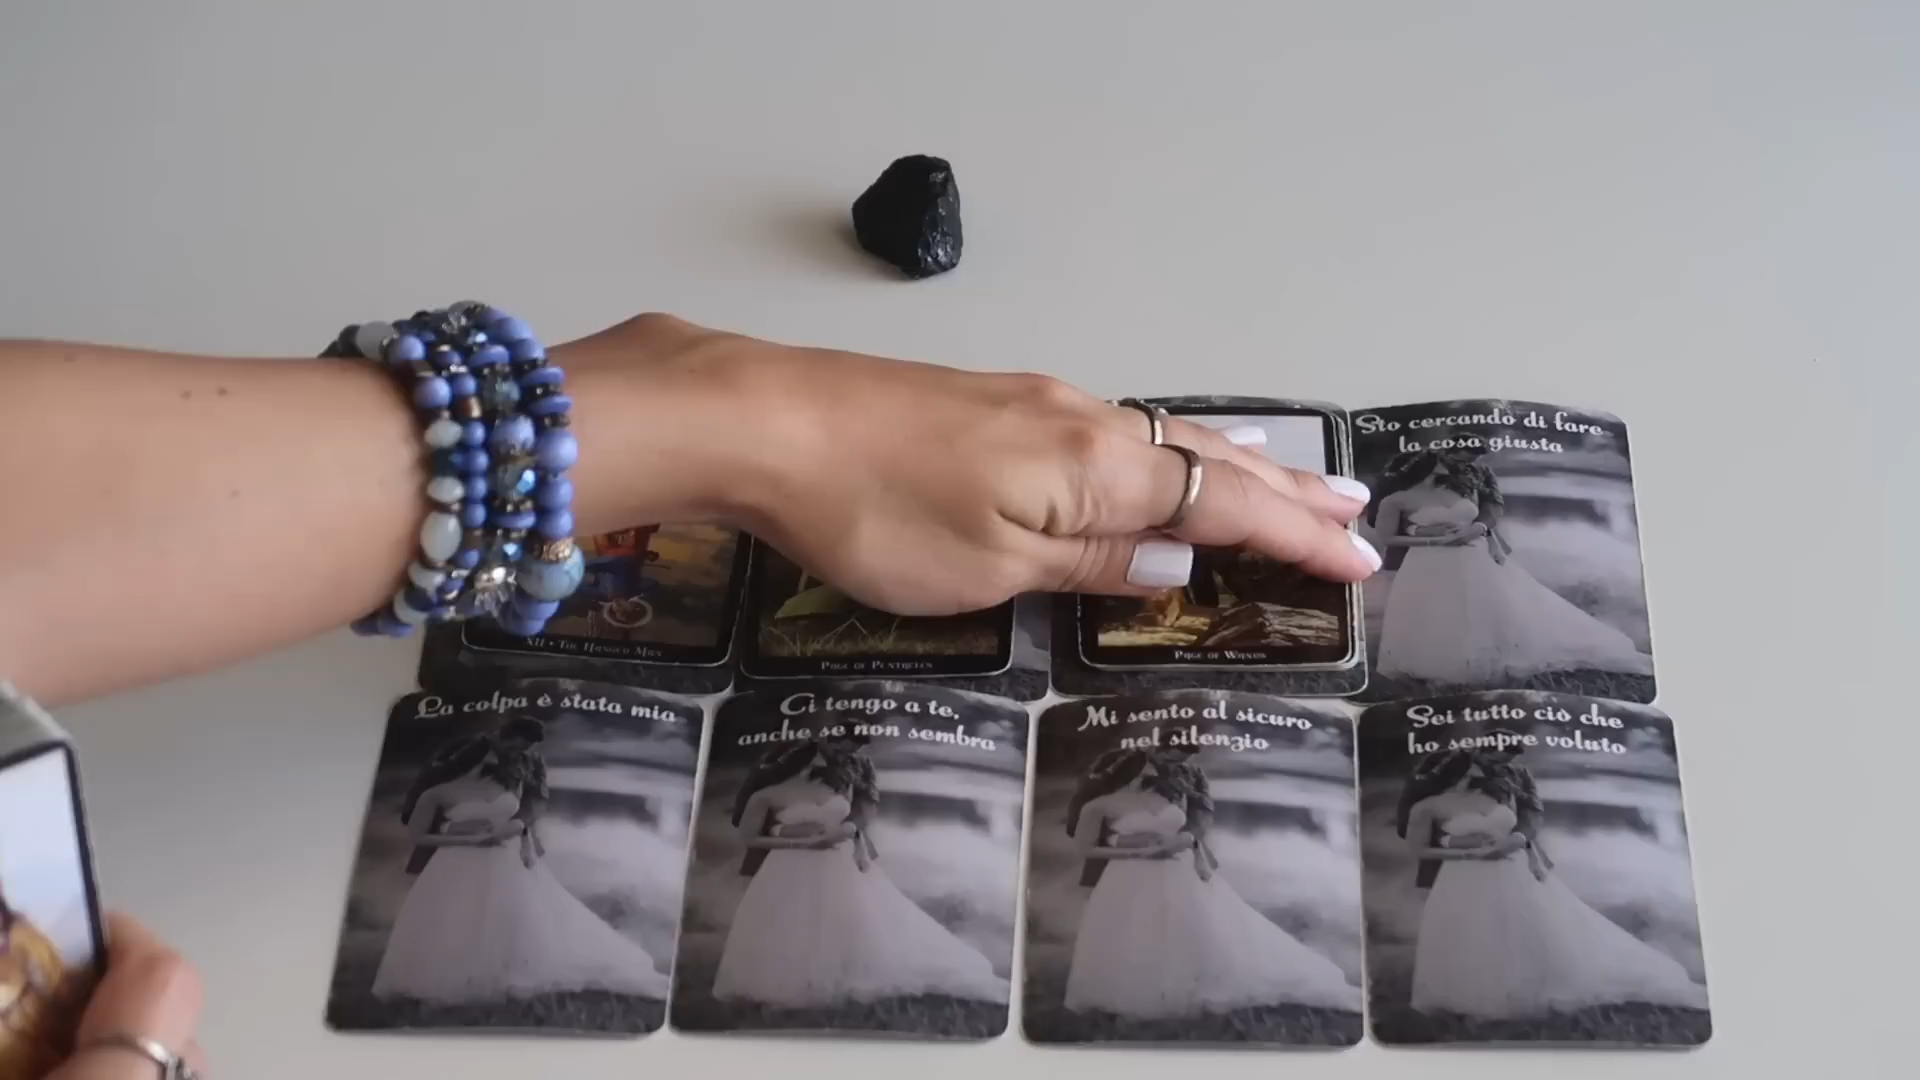 Sto cercando di fare
la cosa giusta
XII • The Hanged Man
Page of Pentacles
Page of Wands
La colpa è stata mia
Ci tengo a te,
anche se non sembra
Mi sento al sicuro
nel silenzio
Sei tutto ciò che
ho sempre voluto